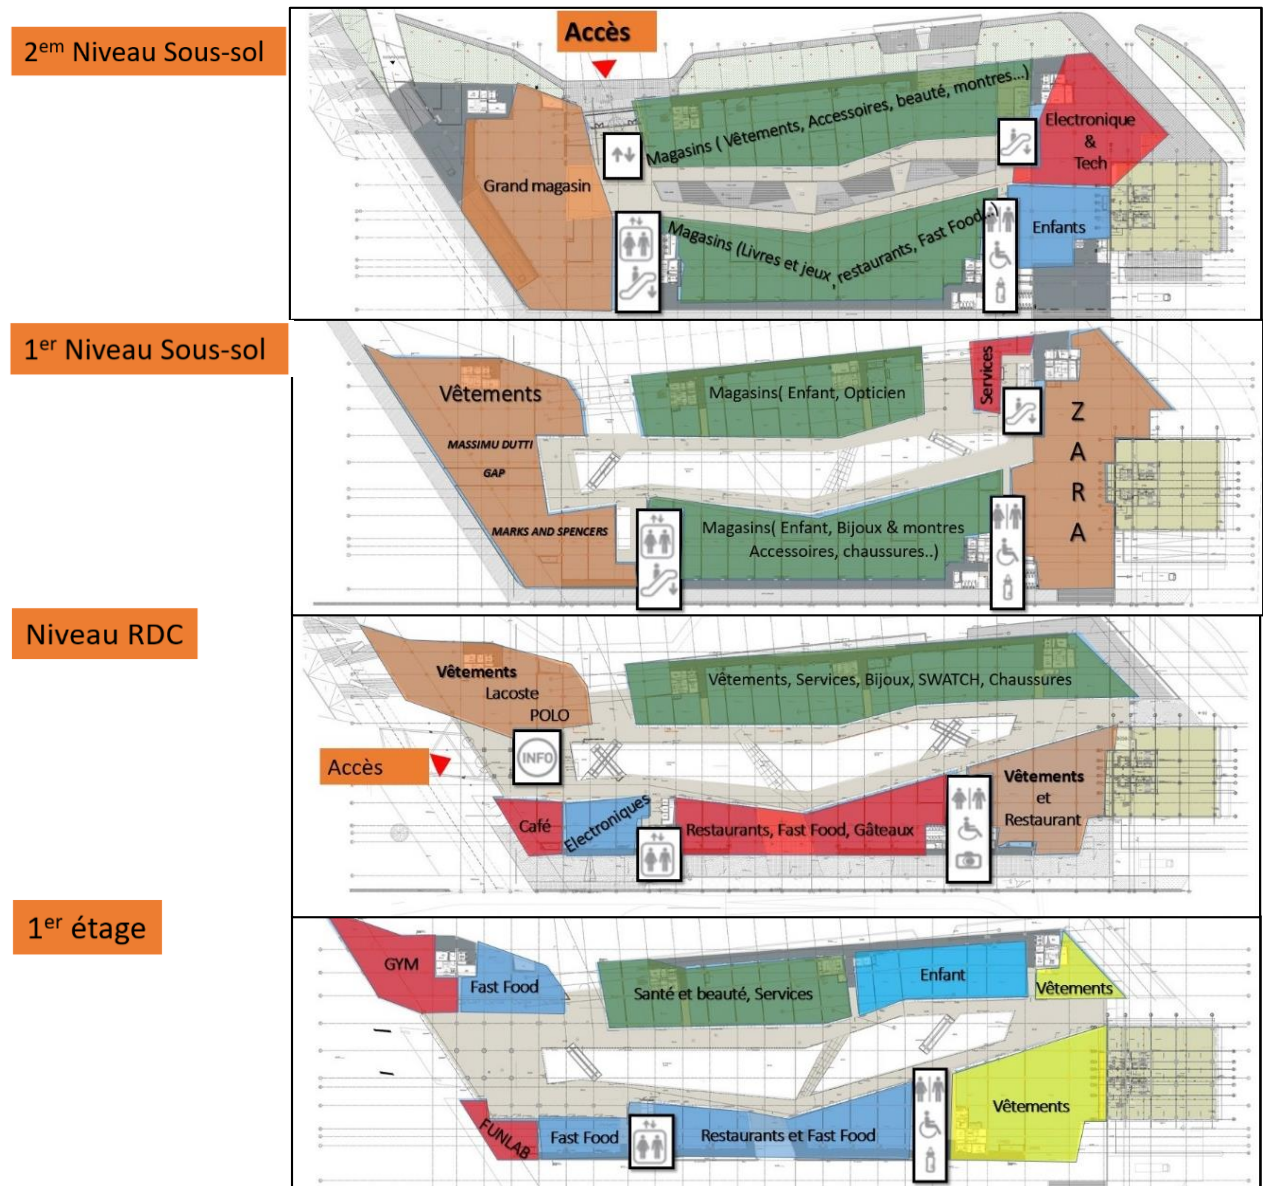 2em Niveau Sous-sol
Accès
Magasins ( Vêtements, Accessoires, beauté, montres...)
Electronique
&
Tech
Grand magasin
Magasins (Livres et jeux, restaurants, Fast Food...)
Enfants
1er Niveau Sous-sol
Vêtements
MASSIMU DUTTI
GAP
MARKS AND SPENCERS
Magasins( Enfant, Opticien
Services
Z
A
R
A
Magasins( Enfant, Bijoux & montres
Accessoires, chaussures..)
Niveau RDC
Vêtements
Lacoste
POLO
Vêtements, Services, Bijoux, SWATCH, Chaussures
INFO
Accès
Café
Electroniques
Restaurants, Fast Food, Gâteaux
Vêtements
et
Restaurant
1er étage
GYM
Fast Food
Santé et beauté, Services
Enfant
Vêtements
FUNLAB
Fast Food
Restaurants et Fast Food
Vêtements